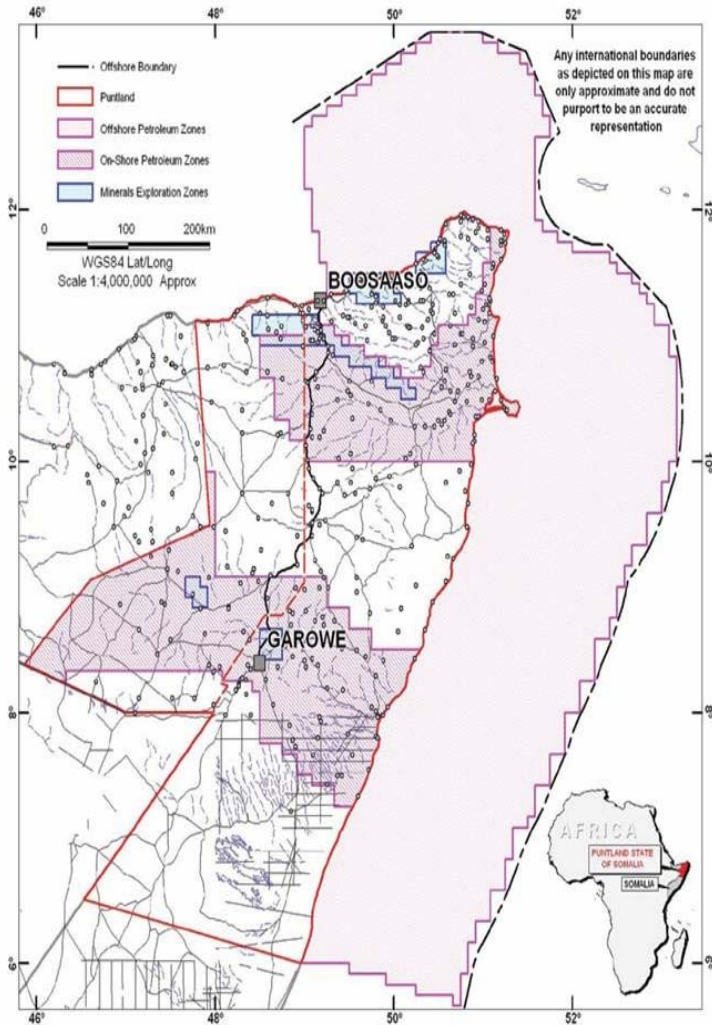 46°
48°
50°
52°
Offshore Boundary
Puntland
Offshore Petroleum Zones
On-Shore Petroleum Zones
Minerals Exploration Zones
0 100 200km
WGS84 Lat/Long
Scale 1:4,000,000 Approx
Any international boundaries
as depicted on this map are
only approximate and do not
purport to be an accurate
representation
12°
12°
BOOSAASO
10°
10°
GAROWE
8°
8°
AFRICA
PUNTLAND STATE
OF SOMALIA
SOMALIA
6°
6°
46°
48°
50°
52°